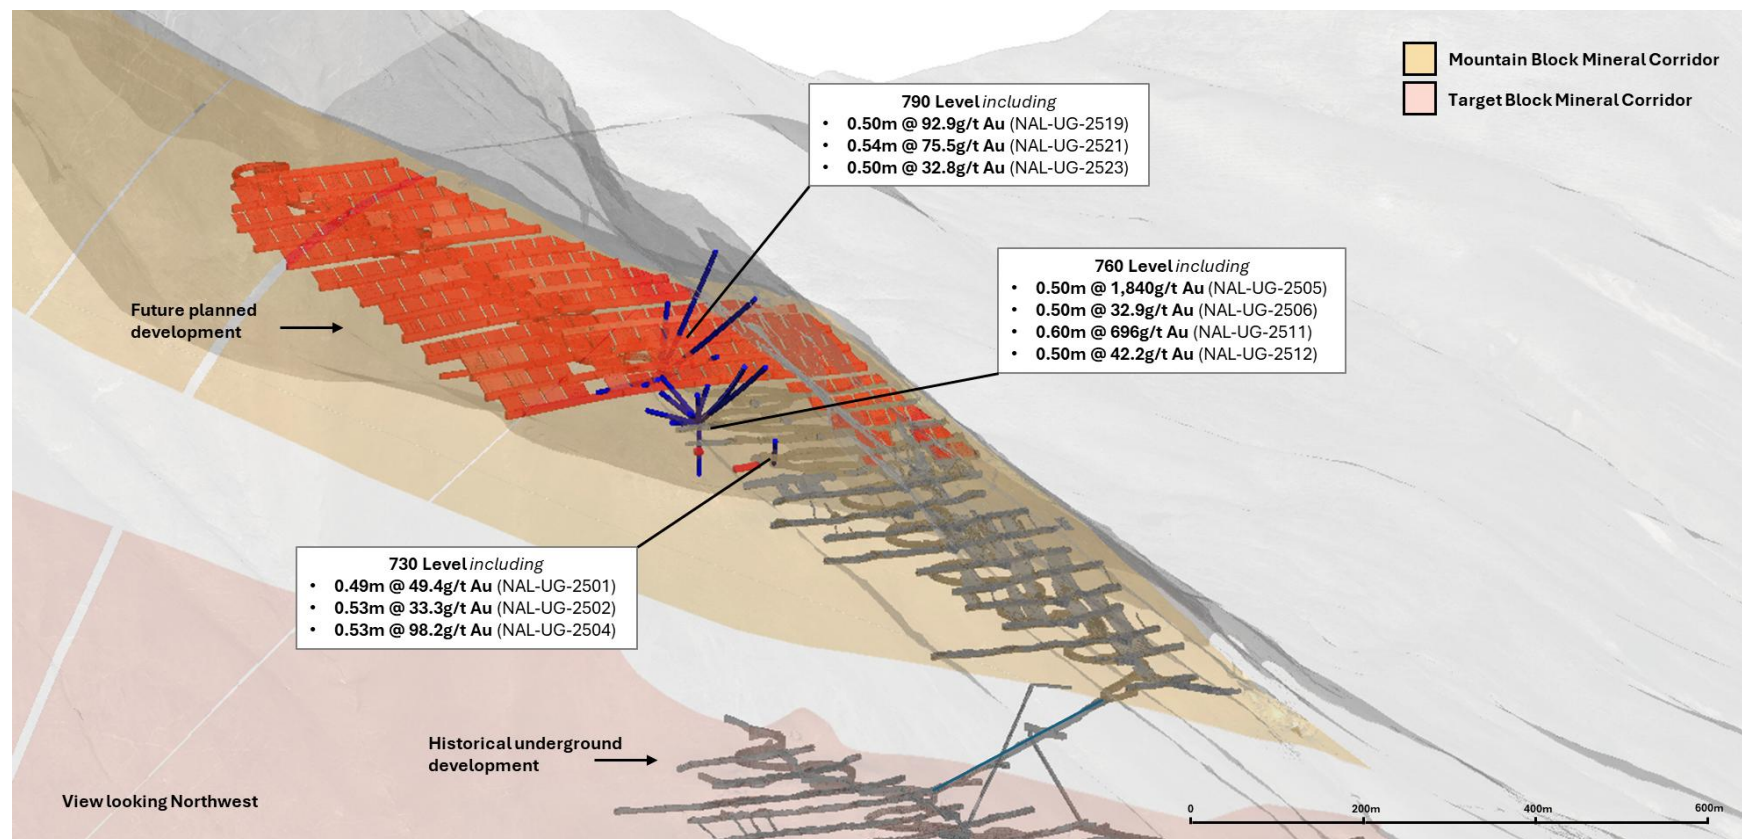 Mountain Block Mineral Corridor
Target Block Mineral Corridor
790 Level including
• 0.50m @ 92.9g/t Au (NAL-UG-2519)
• 0.54m @ 75.5g/t Au (NAL-UG-2521)
• 0.50m @ 32.8g/t Au (NAL-UG-2523)
760 Level including
• 0.50m @ 1,840g/t Au (NAL-UG-2505)
• 0.50m @ 32.9g/t Au (NAL-UG-2506)
• 0.60m @ 696g/t Au (NAL-UG-2511)
• 0.50m @ 42.2g/t Au (NAL-UG-2512)
Future planned
development
730 Level including
• 0.49m @ 49.4g/t Au (NAL-UG-2501)
• 0.53m @ 33.3g/t Au (NAL-UG-2502)
• 0.53m @ 98.2g/t Au (NAL-UG-2504)
Historical underground
development
View looking Northwest
0 200m 400m 600m